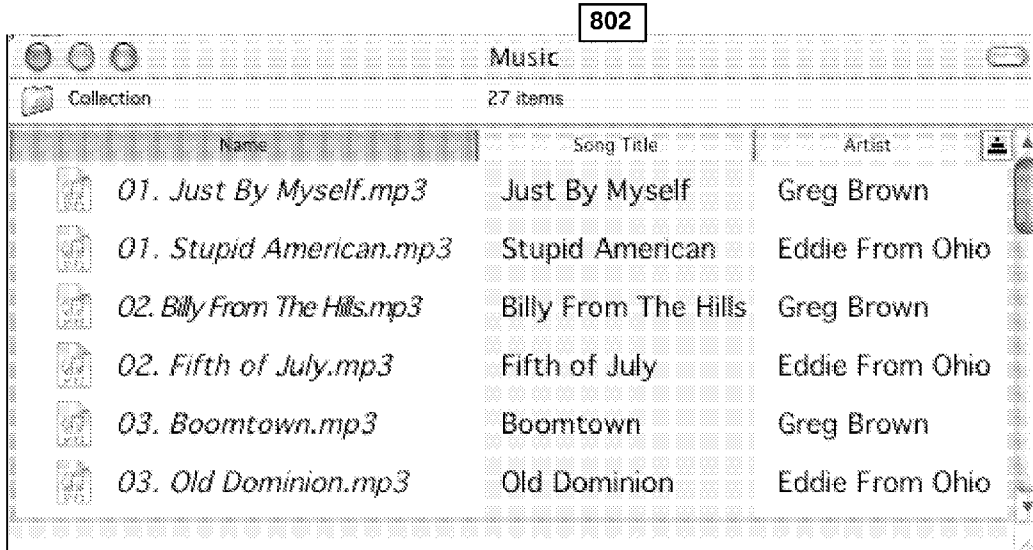 802
Music
Collection 27 items
Name Song Title Artist
01. Just By Myself.mp3 Just By Myself Greg Brown
01. Stupid American.mp3 Stupid American Eddie From Ohio
02. Billy From The Hills.mp3 Billy From The Hills Greg Brown
02. Fifth of July.mp3 Fifth of July Eddie From Ohio
03. Boomtown.mp3 Boomtown Greg Brown
03. Old Dominion.mp3 Old Dominion Eddie From Ohio